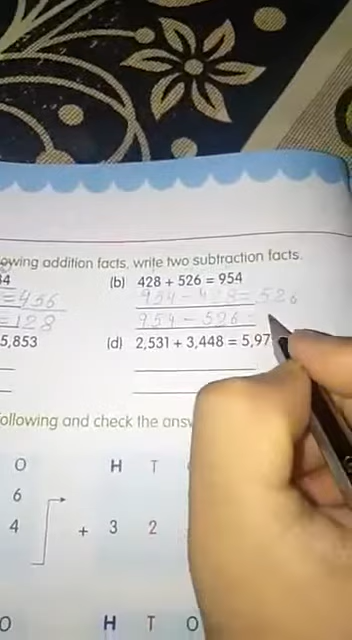 owing addition facts, write two subtraction facts.
34 (b) 428 + 526 = 954
=456 954 - 428 = 526
=128 954 - 526 =
5,853 (d) 2,531 + 3,448 = 5,97
ollowing and check the ans
O H T
6
4 + 3 2
O H T O